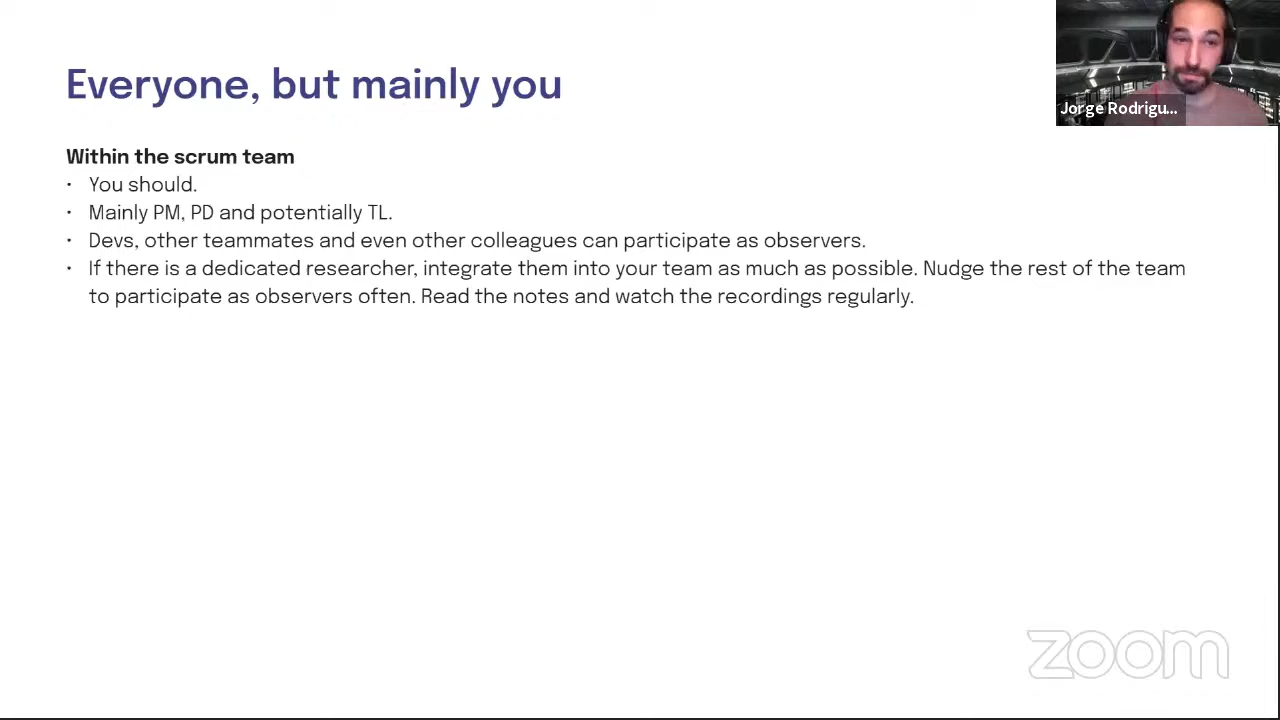 Everyone, but mainly you
Jorge Rodrigu...
Within the scrum team
· You should.
· Mainly PM, PD and potentially TL.
· Devs, other teammates and even other colleagues can participate as observers.
· If there is a dedicated researcher, integrate them into your team as much as possible. Nudge the rest of the team
to participate as observers often. Read the notes and watch the recordings regularly.
zoom